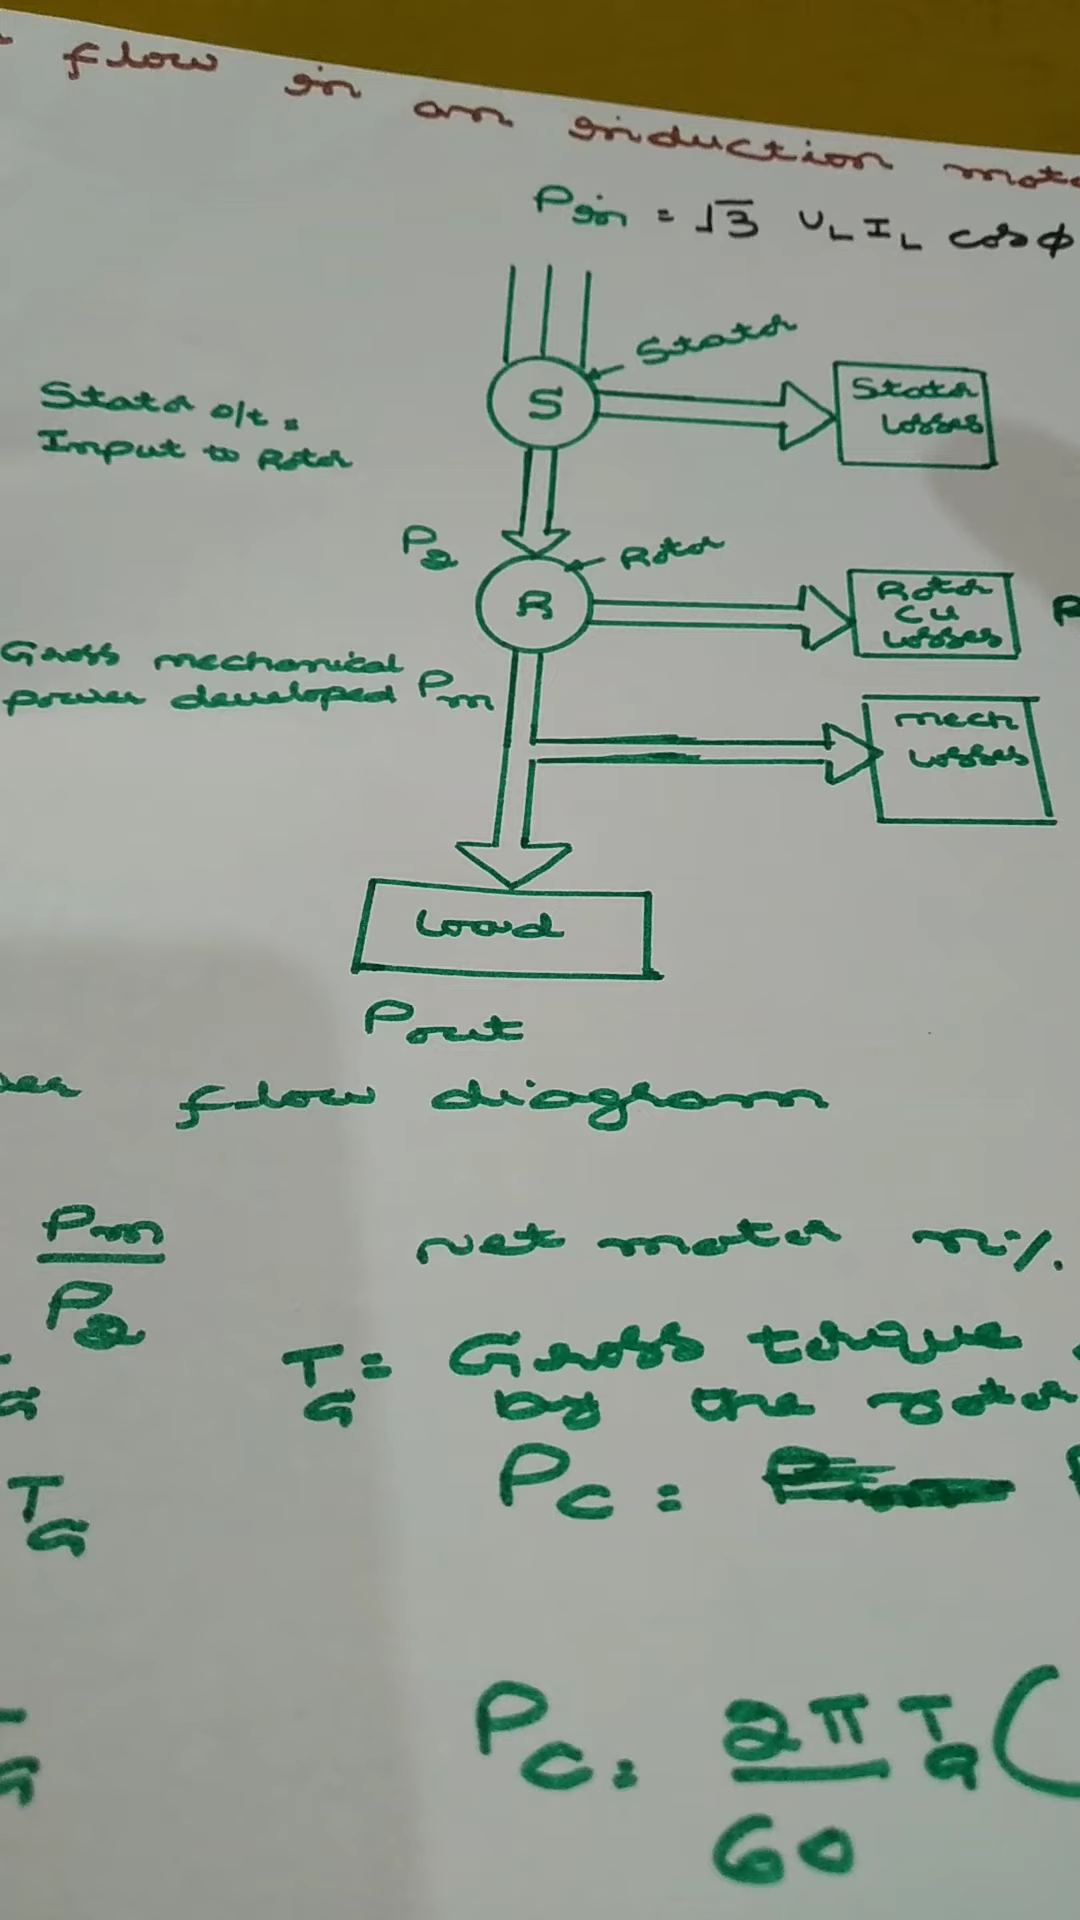 flow in an induction moto
Pin = √3 VL IL cosφ
Stator
S
Stator
Losses
Stator o/t =
Input to Rotor
P2
Rotor
R
Rotor
cu
Losses
Gross mechanical
power developed Pm
mech
Losses
Load
Pout
flow diagram
Pm
P2
Net motor η%.
TG = Gross torque
by the rotor
TG
Pc =
Pc = 2π TG (
60